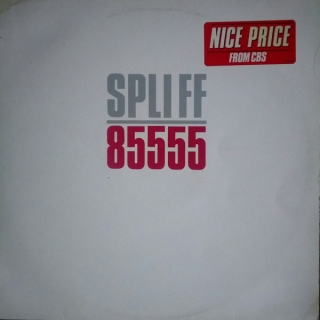 NICE PRICE
FROM CBS
SPLIFF
85555